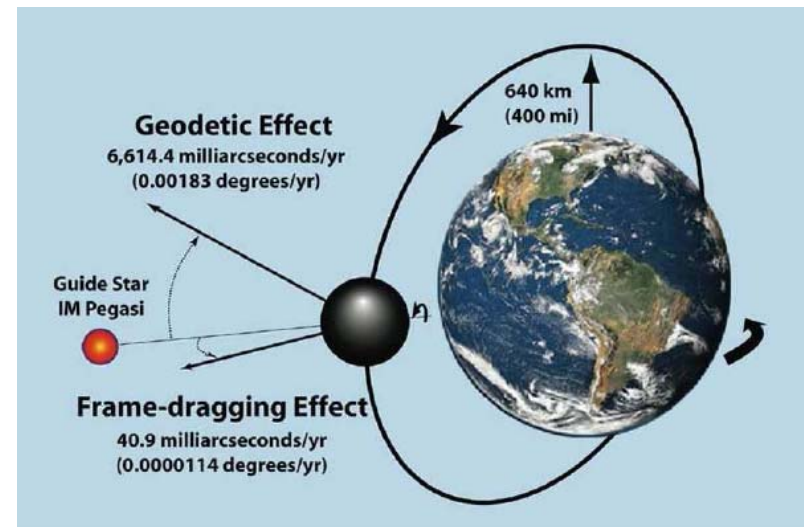 640 km
(400 mi)
Geodetic Effect
6,614.4 milliarcseconds/yr
(0.00183 degrees/yr)
Guide Star
IM Pegasi
Frame-dragging Effect
40.9 milliarcseconds/yr
(0.0000114 degrees/yr)